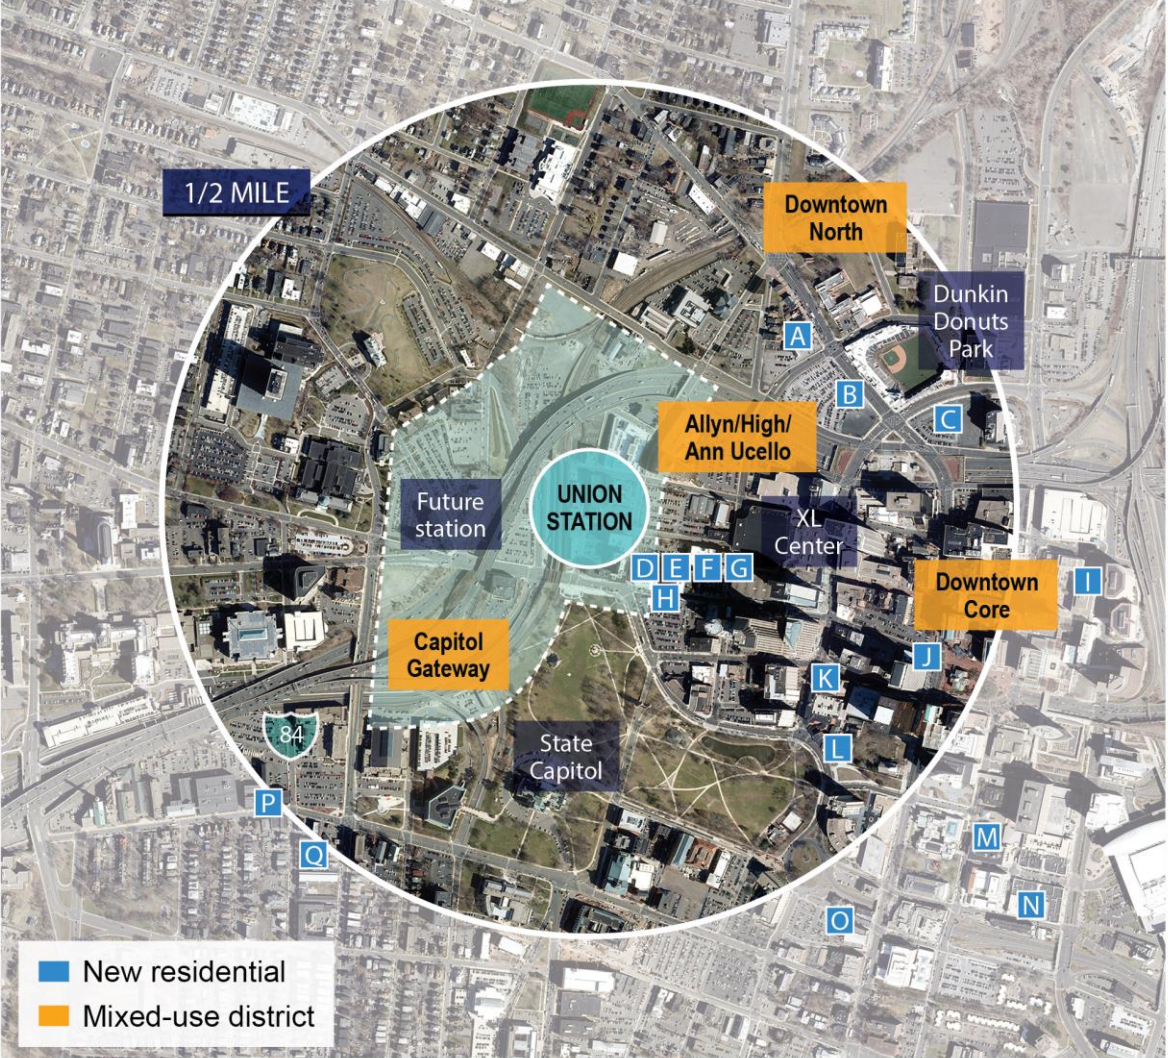 1/2 MILE
Downtown
North
Dunkin
Donuts
Park
A
B
C
Allyn/High/
Ann Ucello
UNION
STATION
Future
station
XL
Center
D E F G
H
Downtown
Core
I
Capitol
Gateway
J
K
L
84
State
Capitol
P
Q
M
N
O
New residential
Mixed-use district